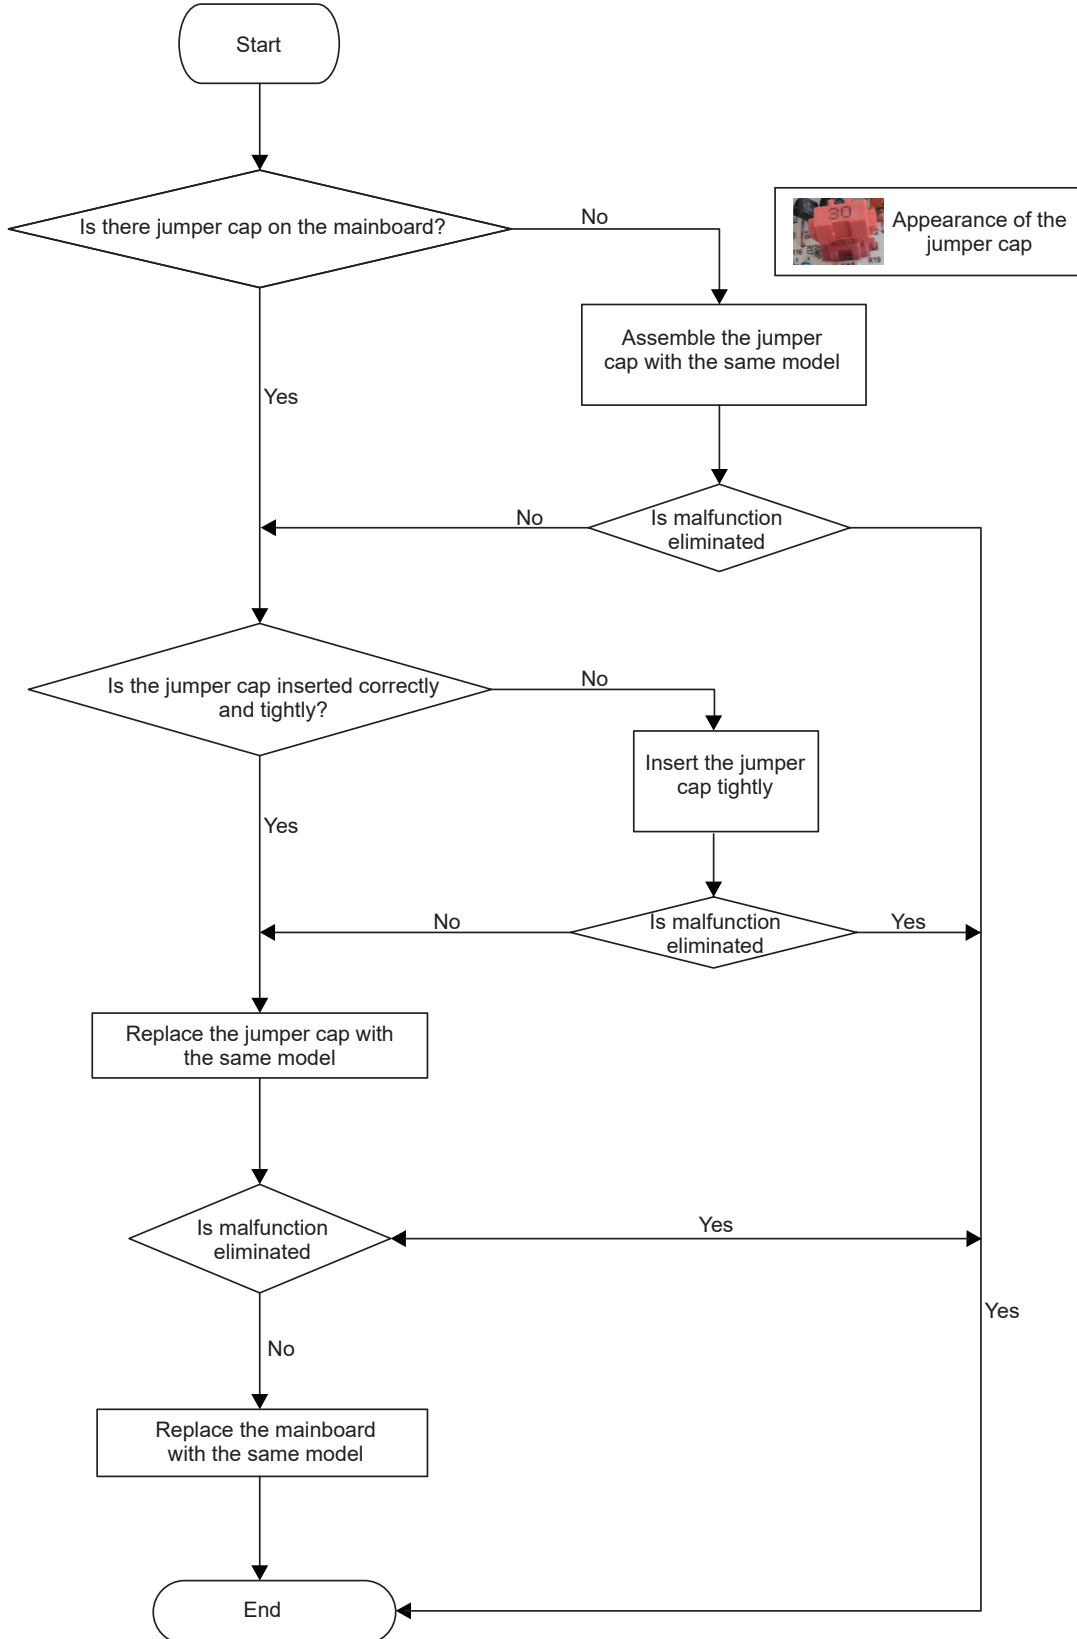 Start
Is there jumper cap on the mainboard?
No
30
R19
Appearance of the
jumper cap
Assemble the jumper
cap with the same model
Yes
No
Is malfunction
eliminated
Is the jumper cap inserted correctly
and tightly?
No
Insert the jumper
cap tightly
Yes
No
Is malfunction
eliminated
Yes
Replace the jumper cap with
the same model
Is malfunction
eliminated
Yes
Yes
No
Replace the mainboard
with the same model
End